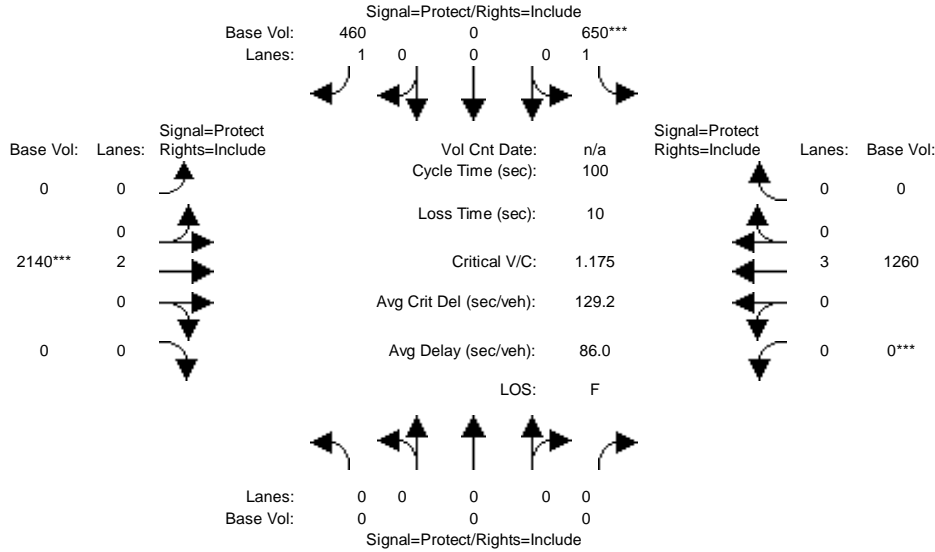 Signal=Protect/Rights=Include
Base Vol: 460 0 650***
Lanes: 1 0 0 0 1
Signal=Protect Signal=Protect
Base Vol: Lanes: Rights=Include Vol Cnt Date: n/a Rights=Include Lanes: Base Vol:
Cycle Time (sec): 100
0 0 0 0
Loss Time (sec): 10
0 0
2140*** 2 Critical V/C: 1.175 3 1260
0 Avg Crit Del (sec/veh): 129.2 0
0 0 Avg Delay (sec/veh): 86.0 0 0***
LOS: F
Lanes: 0 0 0 0 0
Base Vol: 0 0 0
Signal=Protect/Rights=Include